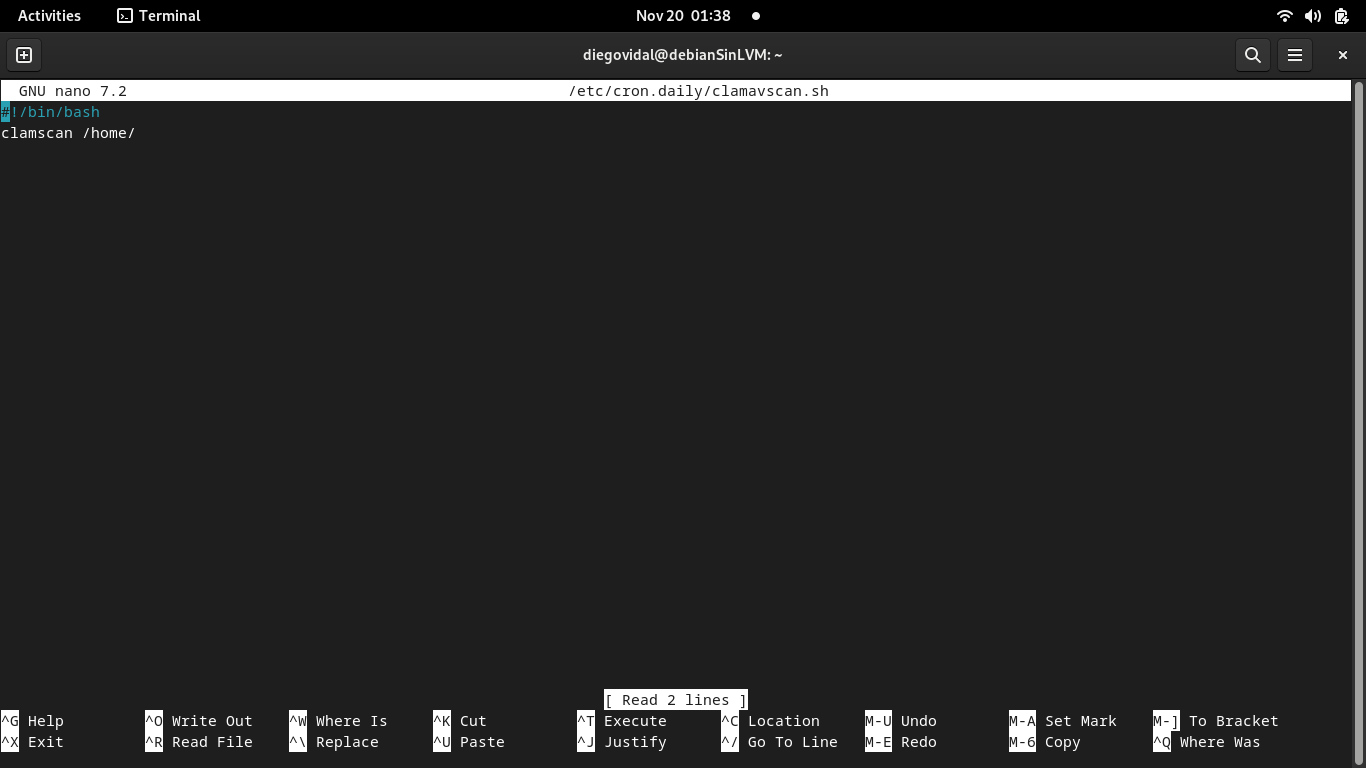 Activities Terminal Nov 20 01:38
diegovidal@debianSinLVM: ~
GNU nano 7.2 /etc/cron.daily/clamavscan.sh
#!/bin/bash
clamscan /home/
[ Read 2 lines ]
^G Help ^O Write Out ^W Where Is ^K Cut ^T Execute ^C Location M-U Undo M-A Set Mark M-] To Bracket
^X Exit ^R Read File ^\ Replace ^U Paste ^J Justify ^/ Go To Line M-E Redo M-6 Copy ^Q Where Was